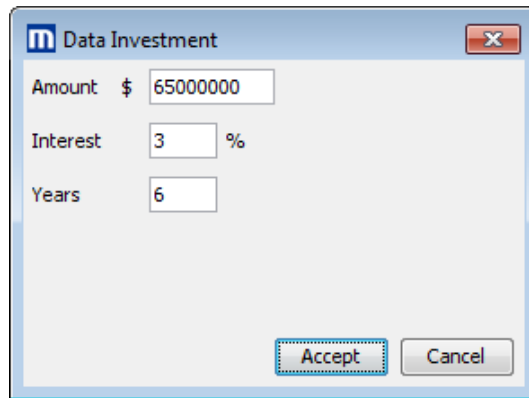 m Data Investment
Amount $ 65000000
Interest 3 %
Years 6
Accept Cancel